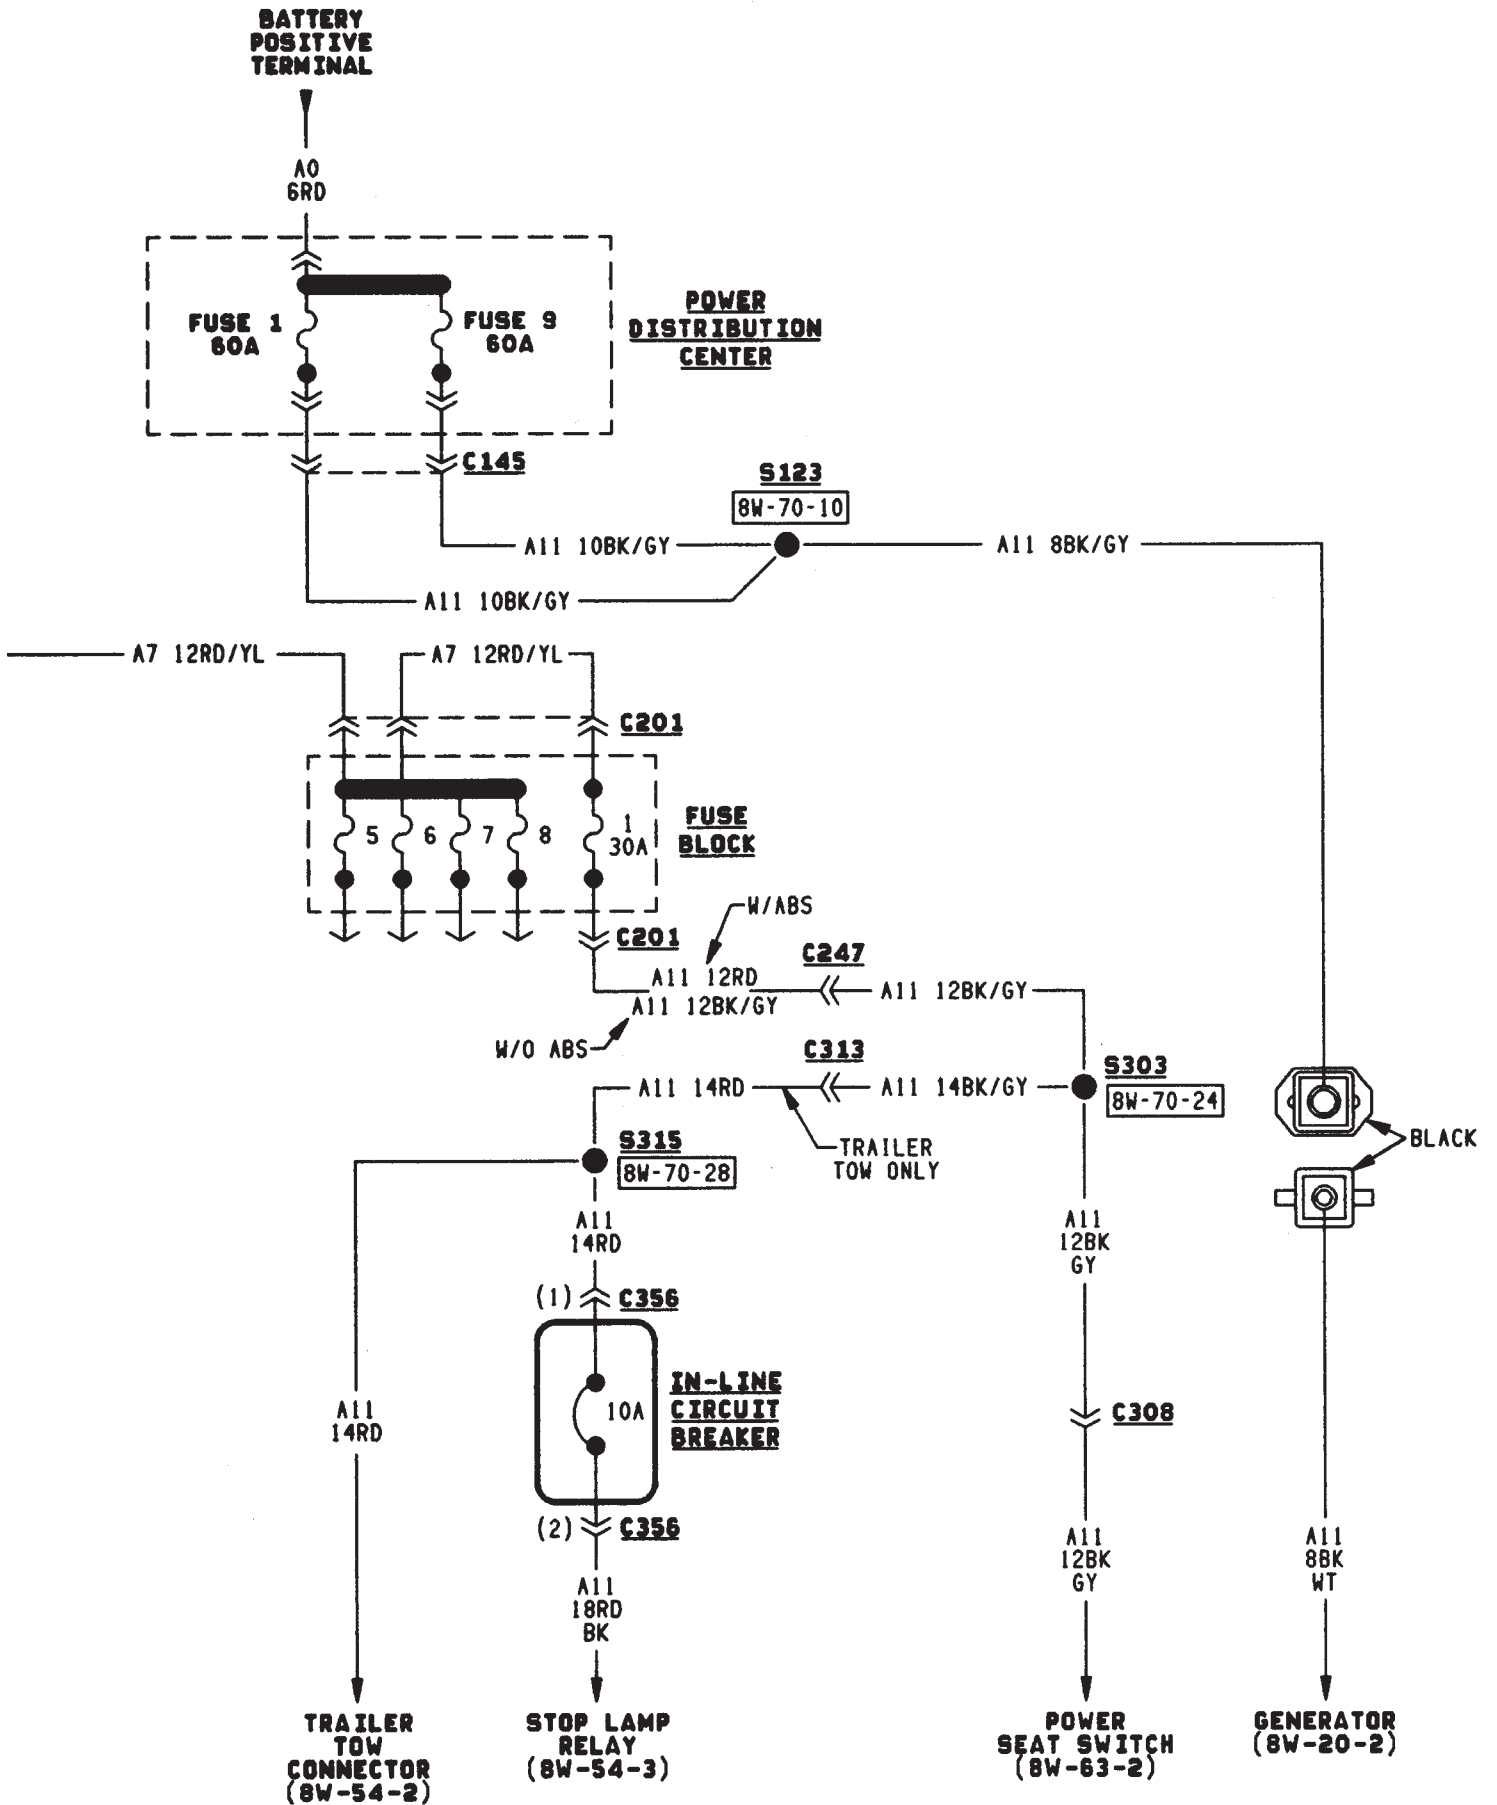 BATTERY
POSITIVE
TERMINAL
A0
6RD
FUSE 1
60A
FUSE 9
60A
POWER
DISTRIBUTION
CENTER
C145
S123
8W-70-10
A11 10BK/GY
A11 8BK/GY
A11 10BK/GY
A7 12RD/YL
A7 12RD/YL
C201
5
6
7
8
1
30A
FUSE
BLOCK
W/ABS
C201
C247
A11 12RD
A11 12BK/GY
A11 12BK/GY
W/O ABS
C313
S303
8W-70-24
A11 14RD
A11 14BK/GY
BLACK
TRAILER
TOW ONLY
S315
8W-70-28
A11
14RD
A11
12BK
GY
(1)
C356
IN-LINE
CIRCUIT
BREAKER
10A
A11
14RD
C308
(2)
C356
A11
12BK
GY
A11
8BK
WT
A11
18RD
BK
TRAILER
TOW
CONNECTOR
(8W-54-2)
STOP LAMP
RELAY
(8W-54-3)
POWER
SEAT SWITCH
(8W-63-2)
GENERATOR
(8W-20-2)